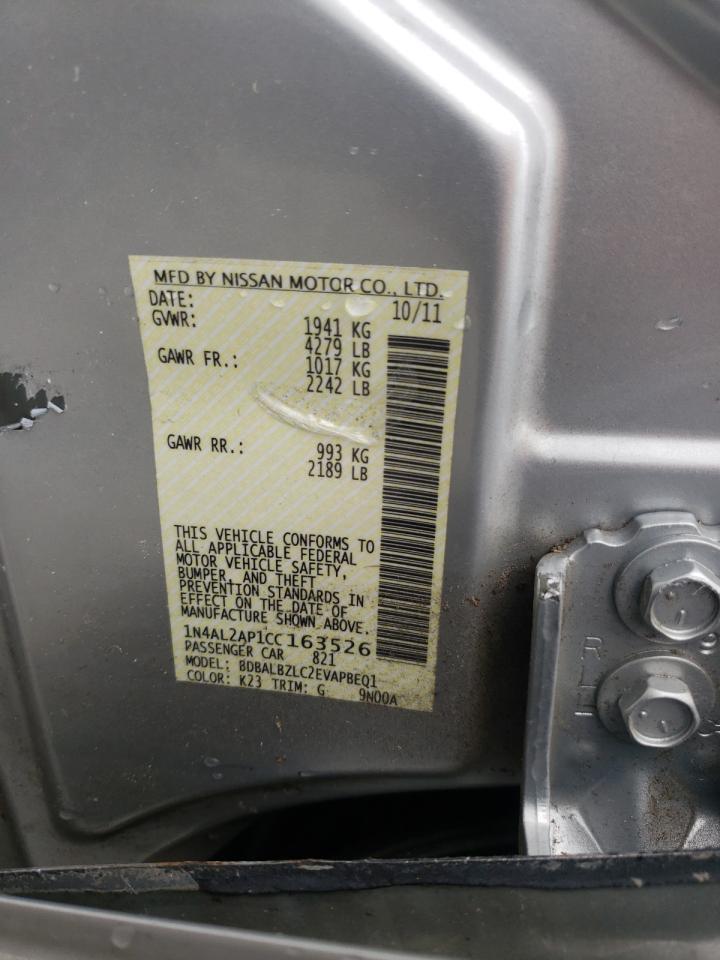 MFD BY NISSAN MOTOR CO., LTD.
DATE: 10/11
GVWR: 1941 KG
4279 LB
GAWR FR.: 1017 KG
2242 LB
GAWR RR.: 993 KG
2189 LB
THIS VEHICLE CONFORMS TO
ALL APPLICABLE FEDERAL
MOTOR VEHICLE SAFETY,
BUMPER, AND THEFT
PREVENTION STANDARDS IN
EFFECT ON THE DATE OF
MANUFACTURE SHOWN ABOVE.
1N4AL2AP1CC163526
PASSENGER CAR 821
MODEL: BDBALBZLC2EVAPBEQ1
COLOR: K23 TRIM: G 9N00A